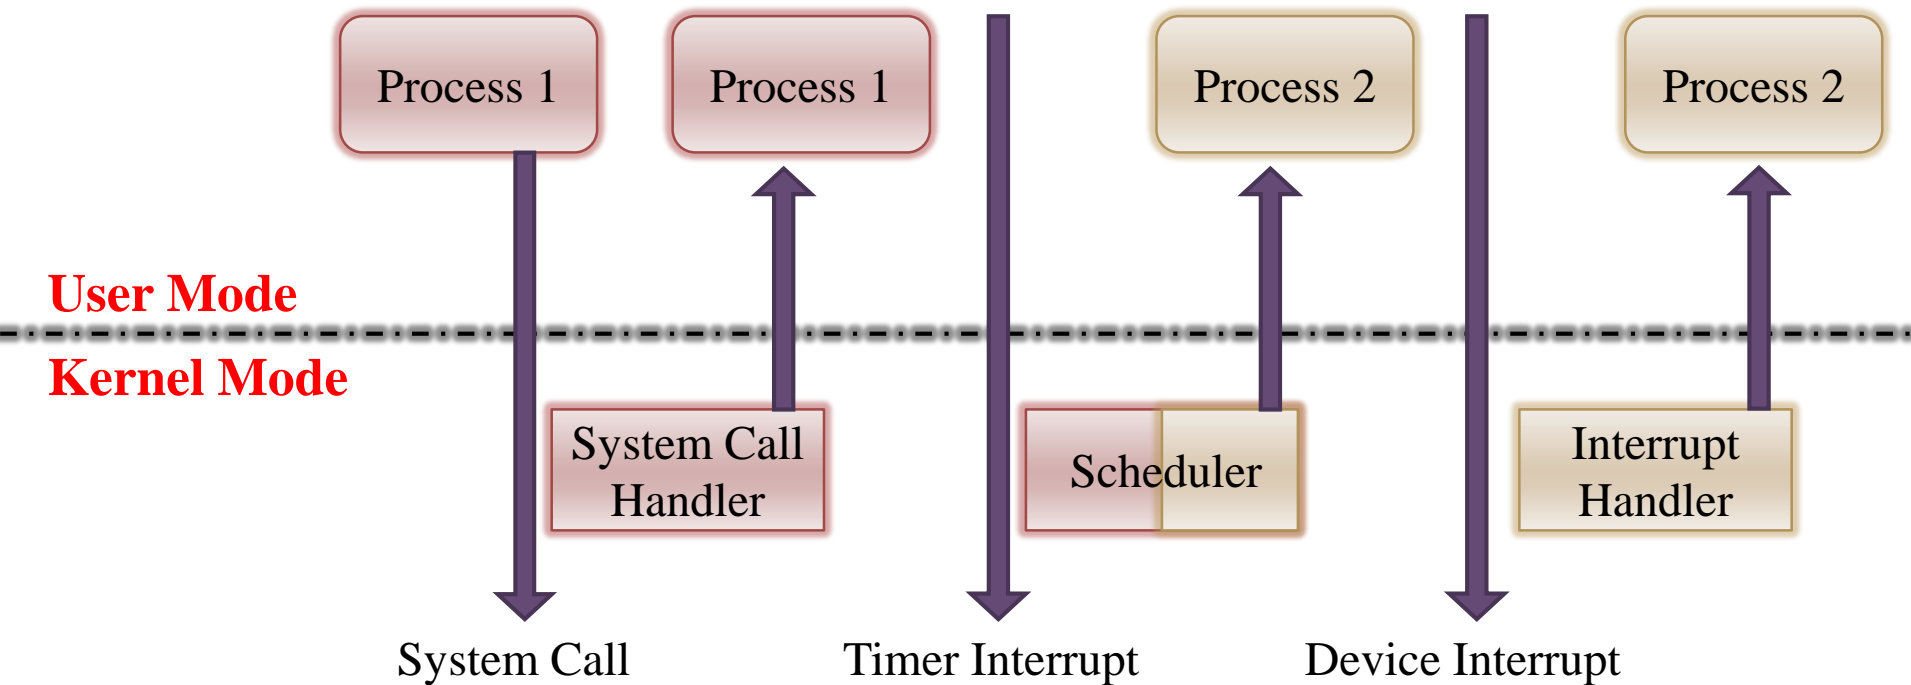 Process 1
Process 1
Process 2
Process 2
User Mode
Kernel Mode
System Call
Handler
Scheduler
Interrupt
Handler
System Call
Timer Interrupt
Device Interrupt